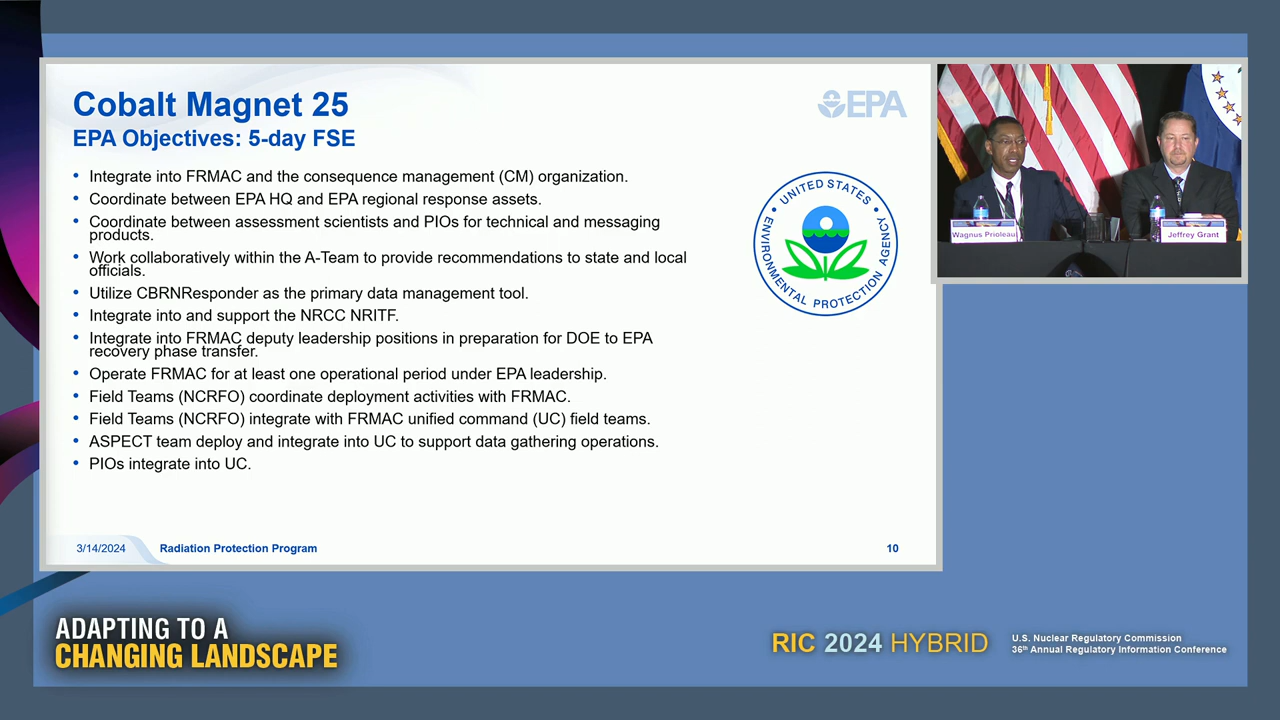 Cobalt Magnet 25
EPA Objectives: 5-day FSE
EPA
• Integrate into FRMAC and the consequence management (CM) organization.
• Coordinate between EPA HQ and EPA regional response assets.
• Coordinate between assessment scientists and PIOs for technical and messaging
products.
• Work collaboratively within the A-Team to provide recommendations to state and local
officials.
• Utilize CBRNResponder as the primary data management tool.
• Integrate into and support the NRCC NRITF.
• Integrate into FRMAC deputy leadership positions in preparation for DOE to EPA
recovery phase transfer.
• Operate FRMAC for at least one operational period under EPA leadership.
• Field Teams (NCRFO) coordinate deployment activities with FRMAC.
• Field Teams (NCRFO) integrate with FRMAC unified command (UC) field teams.
• ASPECT team deploy and integrate into UC to support data gathering operations.
• PIOs integrate into UC.
UNITED STATES
ENVIRONMENTAL PROTECTION AGENCY
Wagnus Prioleau
Jeffrey Grant
3/14/2024 Radiation Protection Program 10
ADAPTING TO A
CHANGING LANDSCAPE
RIC 2024 HYBRID
U.S. Nuclear Regulatory Commission
36th Annual Regulatory Information Conference